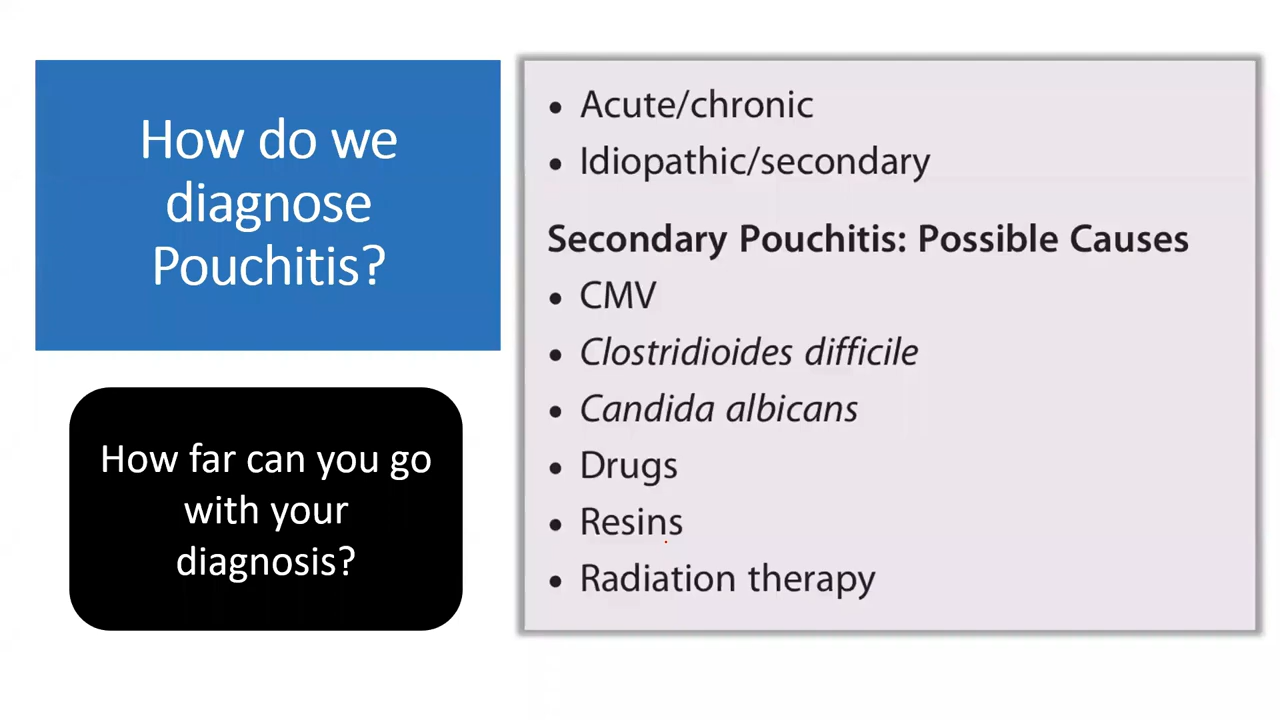 How do we
diagnose
Pouchitis?
How far can you go
with your
diagnosis?
• Acute/chronic
• Idiopathic/secondary
Secondary Pouchitis: Possible Causes
• CMV
• Clostridioides difficile
• Candida albicans
• Drugs
• Resins
• Radiation therapy